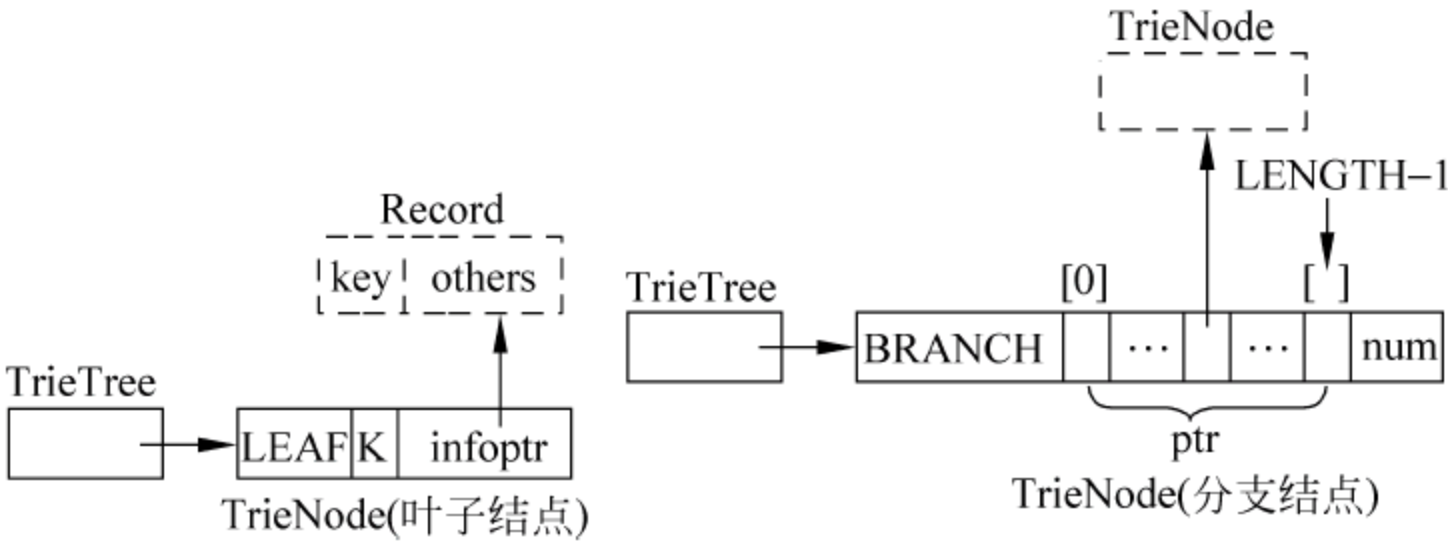 Record
key others
TrieTree
LEAF K infoptr
TrieNode(叶子结点)
TrieNode
LENGTH–1
TrieTree
[0] [ ]
BRANCH ··· ··· num
ptr
TrieNode(分支结点)